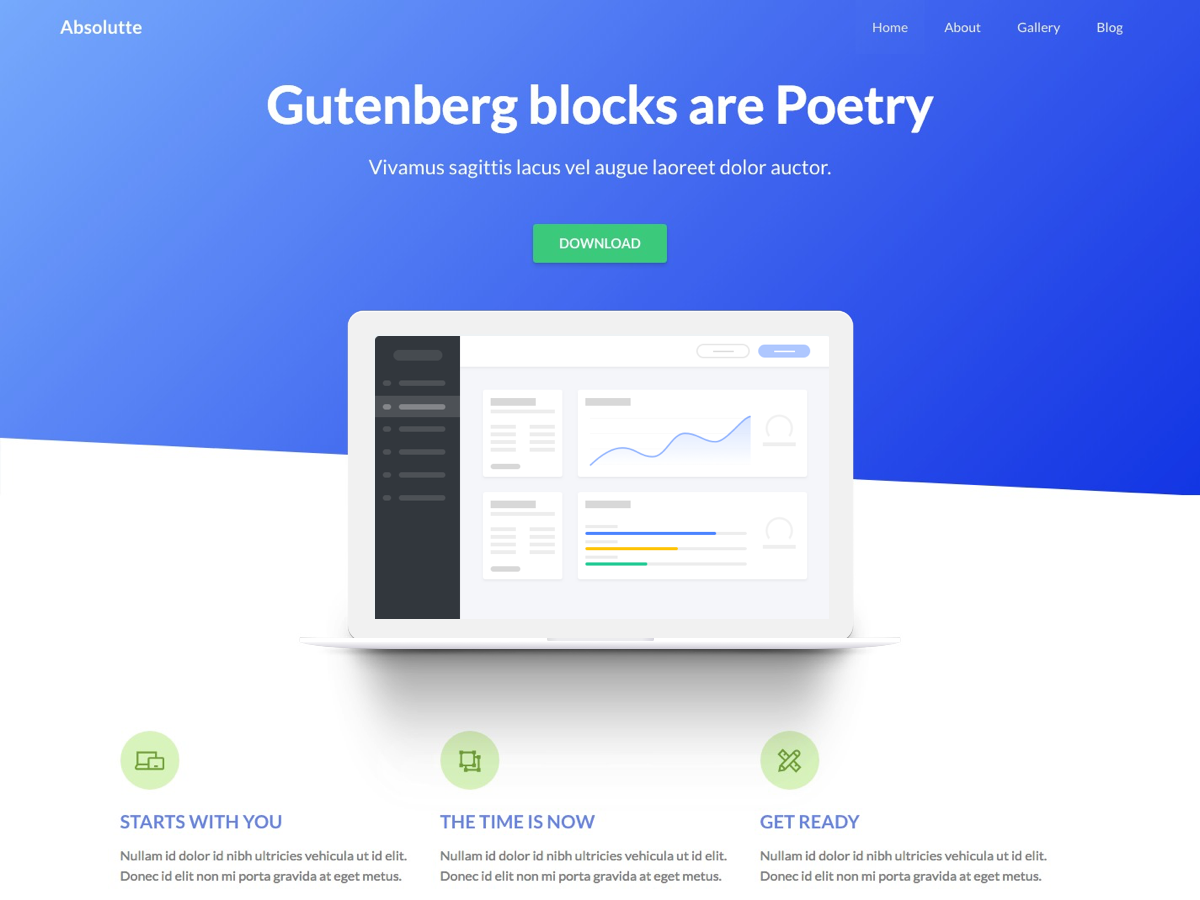 Absolutte
Home About Gallery Blog
Gutenberg blocks are Poetry
Vivamus sagittis lacus vel augue laoreet dolor auctor.
DOWNLOAD
STARTS WITH YOU
Nullam id dolor id nibh ultricies vehicula ut id elit.
Donec id elit non mi porta gravida at eget metus.
THE TIME IS NOW
Nullam id dolor id nibh ultricies vehicula ut id elit.
Donec id elit non mi porta gravida at eget metus.
GET READY
Nullam id dolor id nibh ultricies vehicula ut id elit.
Donec id elit non mi porta gravida at eget metus.